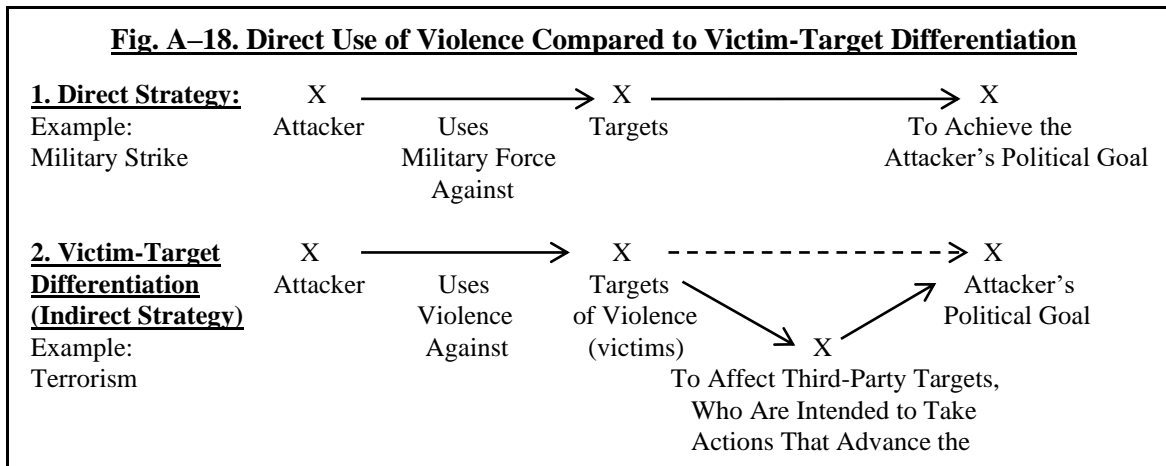 Fig. A–18. Direct Use of Violence Compared to Victim-Target Differentiation
1. Direct Strategy: X X X
Example: Attacker Uses Targets To Achieve the
Military Strike Military Force Attacker’s Political Goal
Against
2. Victim-Target X X X
Differentiation Attacker Uses Targets Attacker’s
(Indirect Strategy) Violence of Violence Political Goal
Example: Against (victims) X
Terrorism To Affect Third-Party Targets,
Who Are Intended to Take
Actions That Advance the